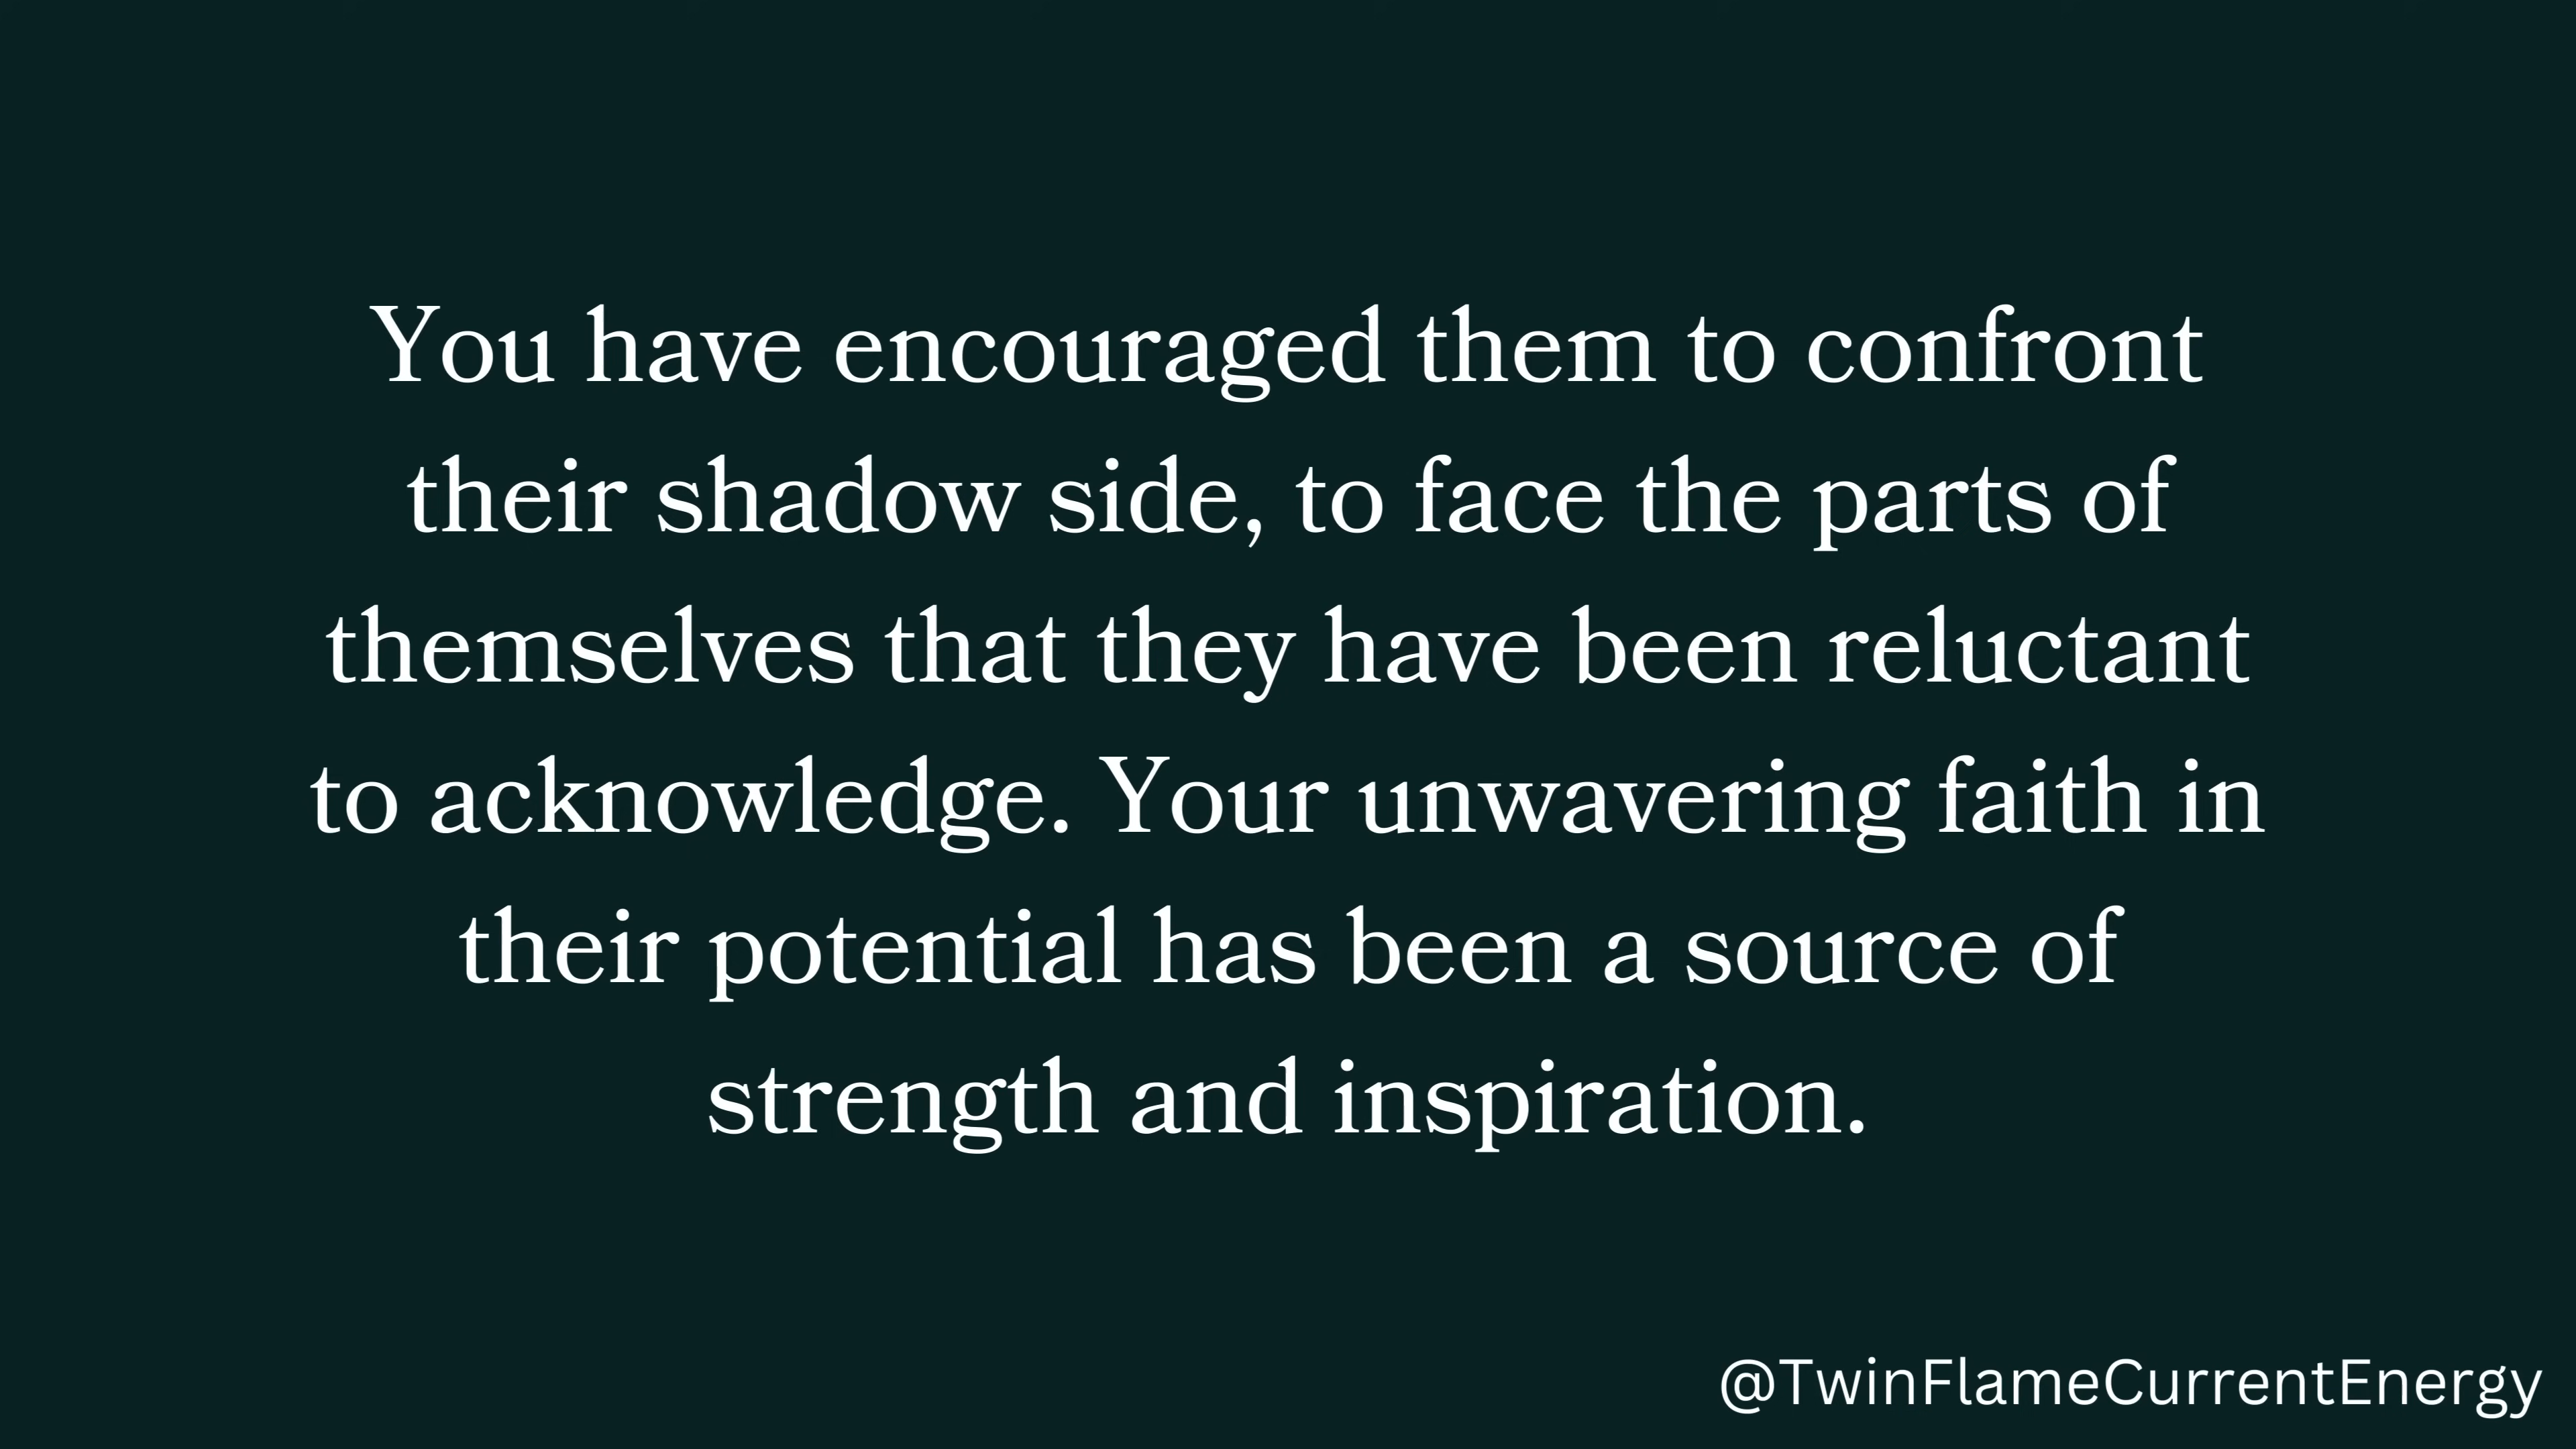 You have encouraged them to confront
their shadow side, to face the parts of
themselves that they have been reluctant
to acknowledge. Your unwavering faith in
their potential has been a source of
strength and inspiration.
@TwinFlameCurrentEnergy